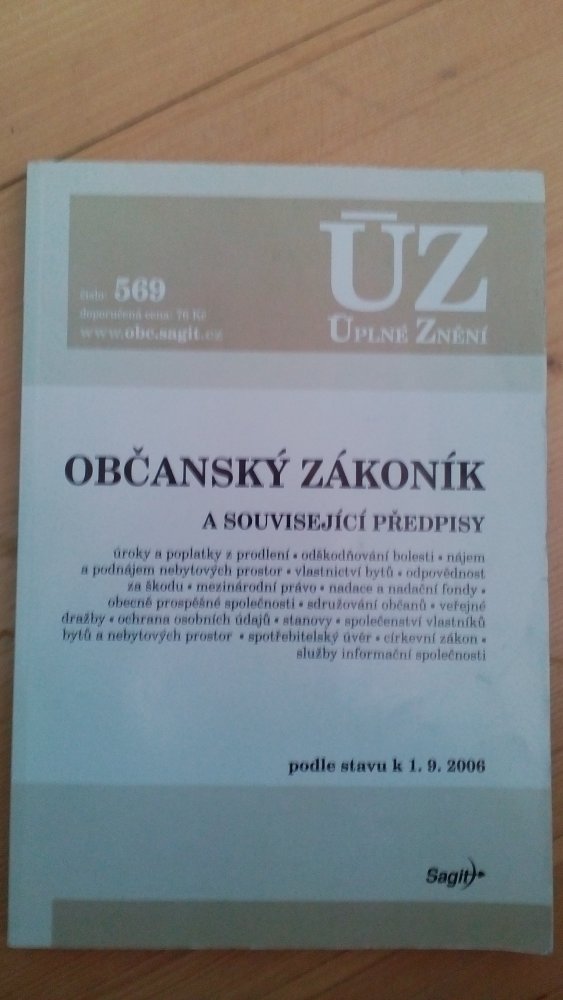 ÚZ
ÚPLNÉ ZNĚNÍ
číslo: 569
doporučená cena: 76 Kč
www.obc.sagit.cz
OBČANSKÝ ZÁKONÍK
A SOUVISEJÍCÍ PŘEDPISY
úroky a poplatky z prodlení • odškodňování bolesti • nájem
a podnájem nebytových prostor • vlastnictví bytů • odpovědnost
za škodu • mezinárodní právo • nadace a nadační fondy •
obecně prospěšné společnosti • sdružování občanů • veřejné
dražby • ochrana osobních údajů • stanovy • společenství vlastníků
bytů a nebytových prostor • spotřebitelský úvěr • církevní zákon •
služby informační společnosti
podle stavu k 1. 9. 2006
Sagit